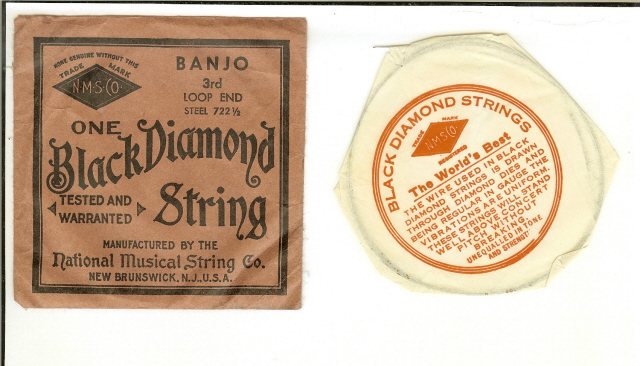 NONE GENUINE WITHOUT THIS
TRADE MARK
N·M·S·CO·
BANJO
3rd
LOOP END
STEEL 722½
ONE
Black Diamond
String
TESTED AND
WARRANTED
MANUFACTURED BY THE
National Musical String Co.
NEW BRUNSWICK, N.J., U.S.A.
BLACK DIAMOND STRINGS
TRADE MARK
N·M·S·CO·
REGISTERED
The World's Best
THE WIRE USED IN BLACK
DIAMOND STRINGS IS DRAWN
THROUGH DIAMOND DIES AND
BEING REGULAR IN GAUGE THE
VIBRATIONS ARE UNIFORM.
THESE STRINGS WILL STAND
WELL ABOVE CONCERT
PITCH WITHOUT
BREAKING
UNEQUALLED IN TONE
AND STRENGT